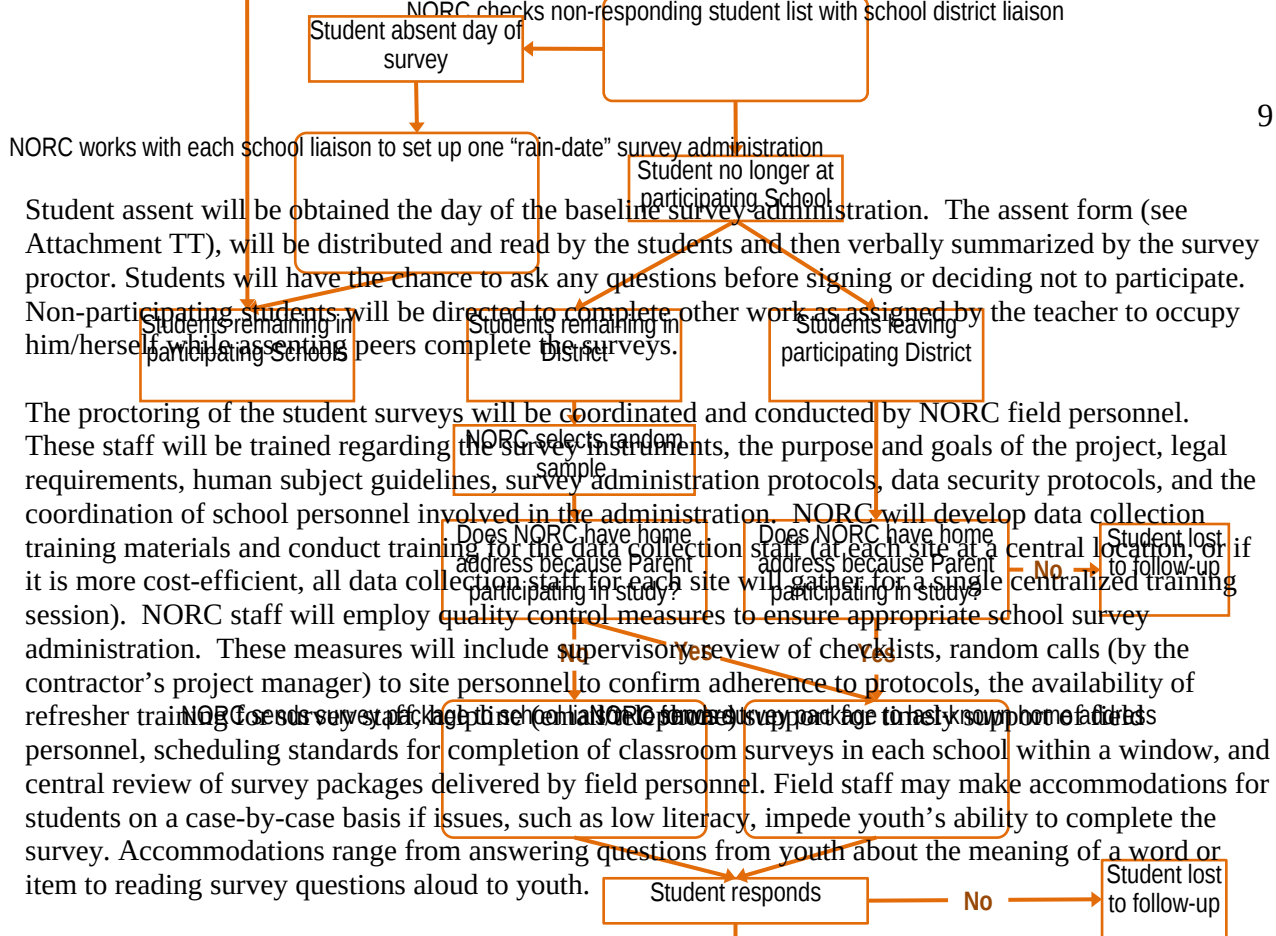 NORC checks non-responding student list with school district liaison
Student absent day of
survey
9
NORC works with each school liaison to set up one “rain-date” survey administration
Student no longer at
participating School
Student assent will be obtained the day of the baseline survey administration.  The assent form (see
Attachment TT), will be distributed and read by the students and then verbally summarized by the survey
proctor. Students will have the chance to ask any questions before signing or deciding not to participate.
Non-participating students will be directed to complete other work as assigned by the teacher to occupy
him/herself while assenting peers complete the surveys.
Students remaining in
participating Schools
Students remaining in
District
Students leaving
participating District
The proctoring of the student surveys will be coordinated and conducted by NORC field personnel.
These staff will be trained regarding the survey instruments, the purpose and goals of the project, legal
requirements, human subject guidelines, survey administration protocols, data security protocols, and the
coordination of school personnel involved in the administration.  NORC will develop data collection
training materials and conduct training for the data collection staff (at each site at a central location, or if
it is more cost-efficient, all data collection staff for each site will gather for a single centralized training
session).  NORC staff will employ quality control measures to ensure appropriate school survey
administration.  These measures will include supervisory review of checklists, random calls (by the
contractor’s project manager) to site personnel to confirm adherence to protocols, the availability of
refresher training for survey staff, helpline (email support for timely support of field
personnel, scheduling standards for completion of classroom surveys in each school within a window, and
central review of survey packages delivered by field personnel. Field staff may make accommodations for
students on a case-by-case basis if issues, such as low literacy, impede youth’s ability to complete the
survey. Accommodations range from answering questions from youth about the meaning of a word or
item to reading survey questions aloud to youth.
NORC selects random
sample
Does NORC have home
address because Parent
participating in study?
Does NORC have home
address because Parent
participating in study?
No
Student lost
to follow-up
No
Yes
Yes
NORC sends survey package to school liaison
NORC sends survey package to last known home address
Student responds
No
Student lost
to follow-up